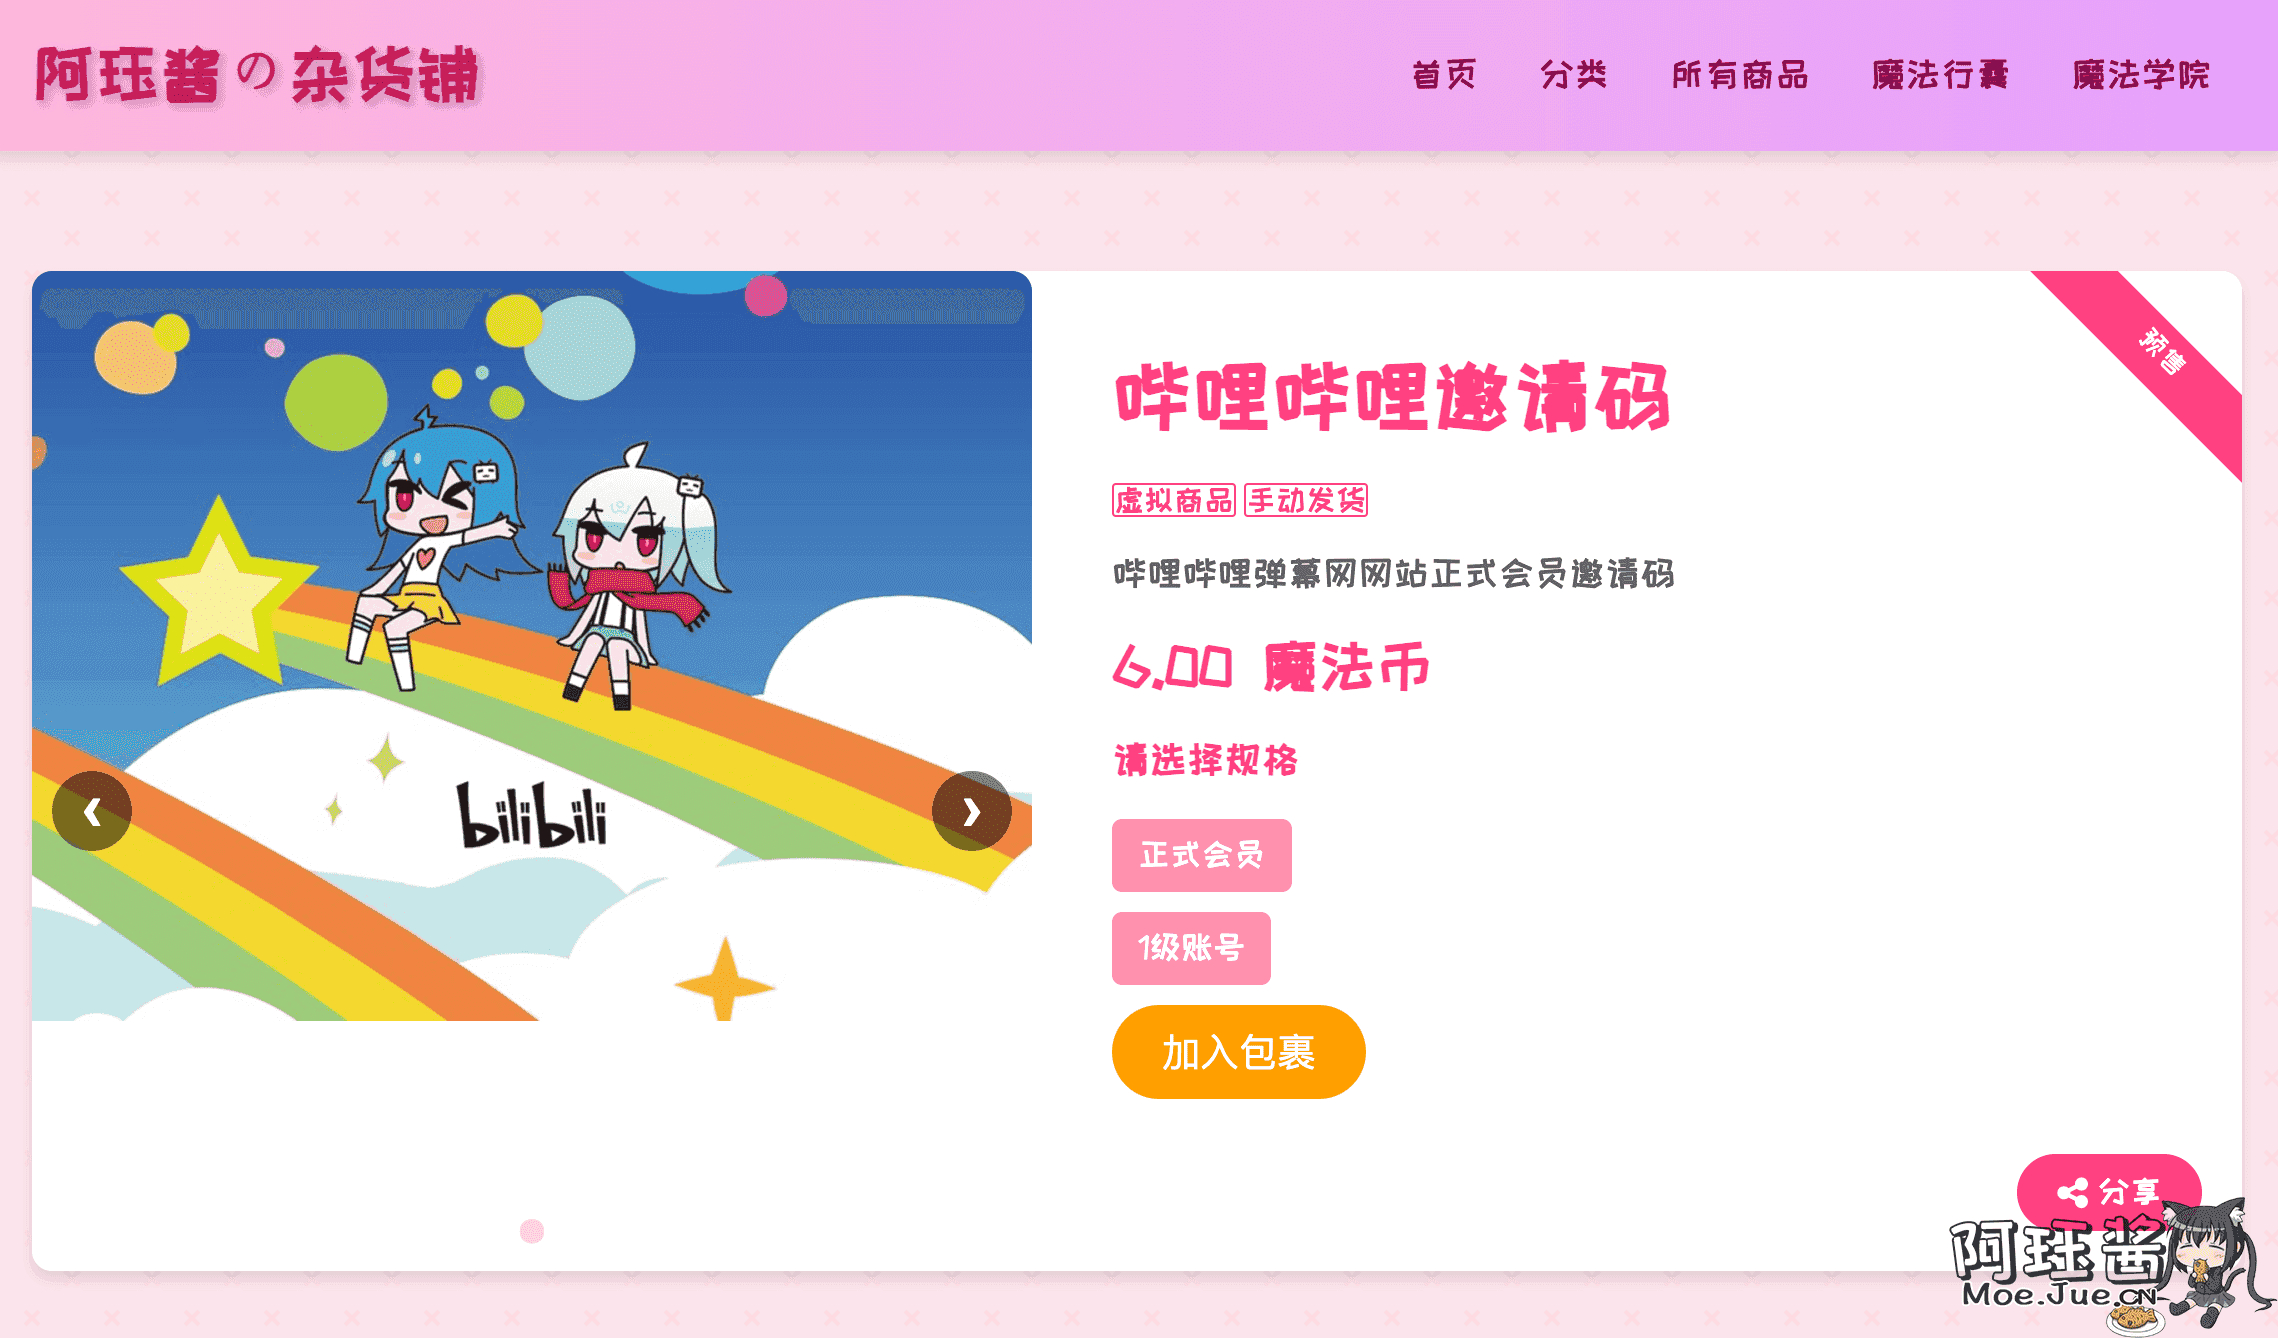 阿珏酱の杂货铺
首页 分类 所有商品 魔法行囊 魔法学院
预售
哔哩哔哩邀请码
虚拟商品 手动发货
哔哩哔哩弹幕网网站正式会员邀请码
6.00 魔法币
请选择规格
bilibili
‹ ›
正式会员
1级账号
加入包裹
分享
阿珏酱
Moe.Jue.CN